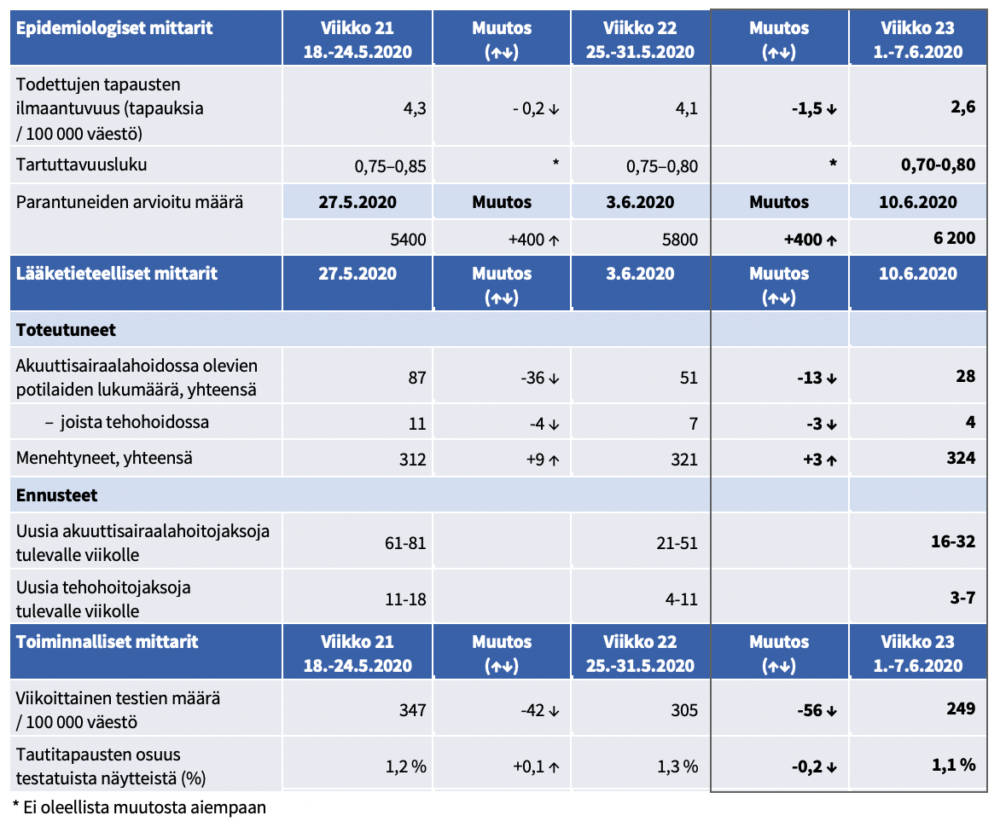 Epidemiologiset mittarit Viikko 21 Muutos Viikko 22 Muutos Viikko 23
18.-24.5.2020 (↑↓) 25.-31.5.2020 (↑↓) 1.-7.6.2020
Todettujen tapausten
ilmaantuvuus (tapauksia 4,3 - 0,2 ↓ 4,1 -1,5 ↓ 2,6
/ 100 000 väestö)
Tartuttavuusluku 0,75–0,85 * 0,75–0,80 * 0,70-0,80
Parantuneiden arvioitu määrä 27.5.2020 Muutos 3.6.2020 Muutos 10.6.2020
5400 +400 ↑ 5800 +400 ↑ 6 200
Lääketieteelliset mittarit 27.5.2020 Muutos 3.6.2020 Muutos 10.6.2020
(↑↓) (↑↓)
Toteutuneet
Akuuttisairaalahoidossa olevien
potilaiden lukumäärä, yhteensä 87 -36 ↓ 51 -13 ↓ 28
– joista tehohoidossa 11 -4 ↓ 7 -3 ↓ 4
Menehtyneet, yhteensä 312 +9 ↑ 321 +3 ↑ 324
Ennusteet
Uusia akuuttisairaalahoitojaksoja
tulevalle viikolle 61-81 21-51 16-32
Uusia tehohoitojaksoja
tulevalle viikolle 11-18 4-11 3-7
Toiminnalliset mittarit Viikko 21 Muutos Viikko 22 Muutos Viikko 23
18.-24.5.2020 (↑↓) 25.-31.5.2020 (↑↓) 1.-7.6.2020
Viikoittainen testien määrä
/ 100 000 väestö 347 -42 ↓ 305 -56 ↓ 249
Tautitapausten osuus
testatuista näytteistä (%) 1,2 % +0,1 ↑ 1,3 % -0,2 ↓ 1,1 %
* Ei oleellista muutosta aiempaan